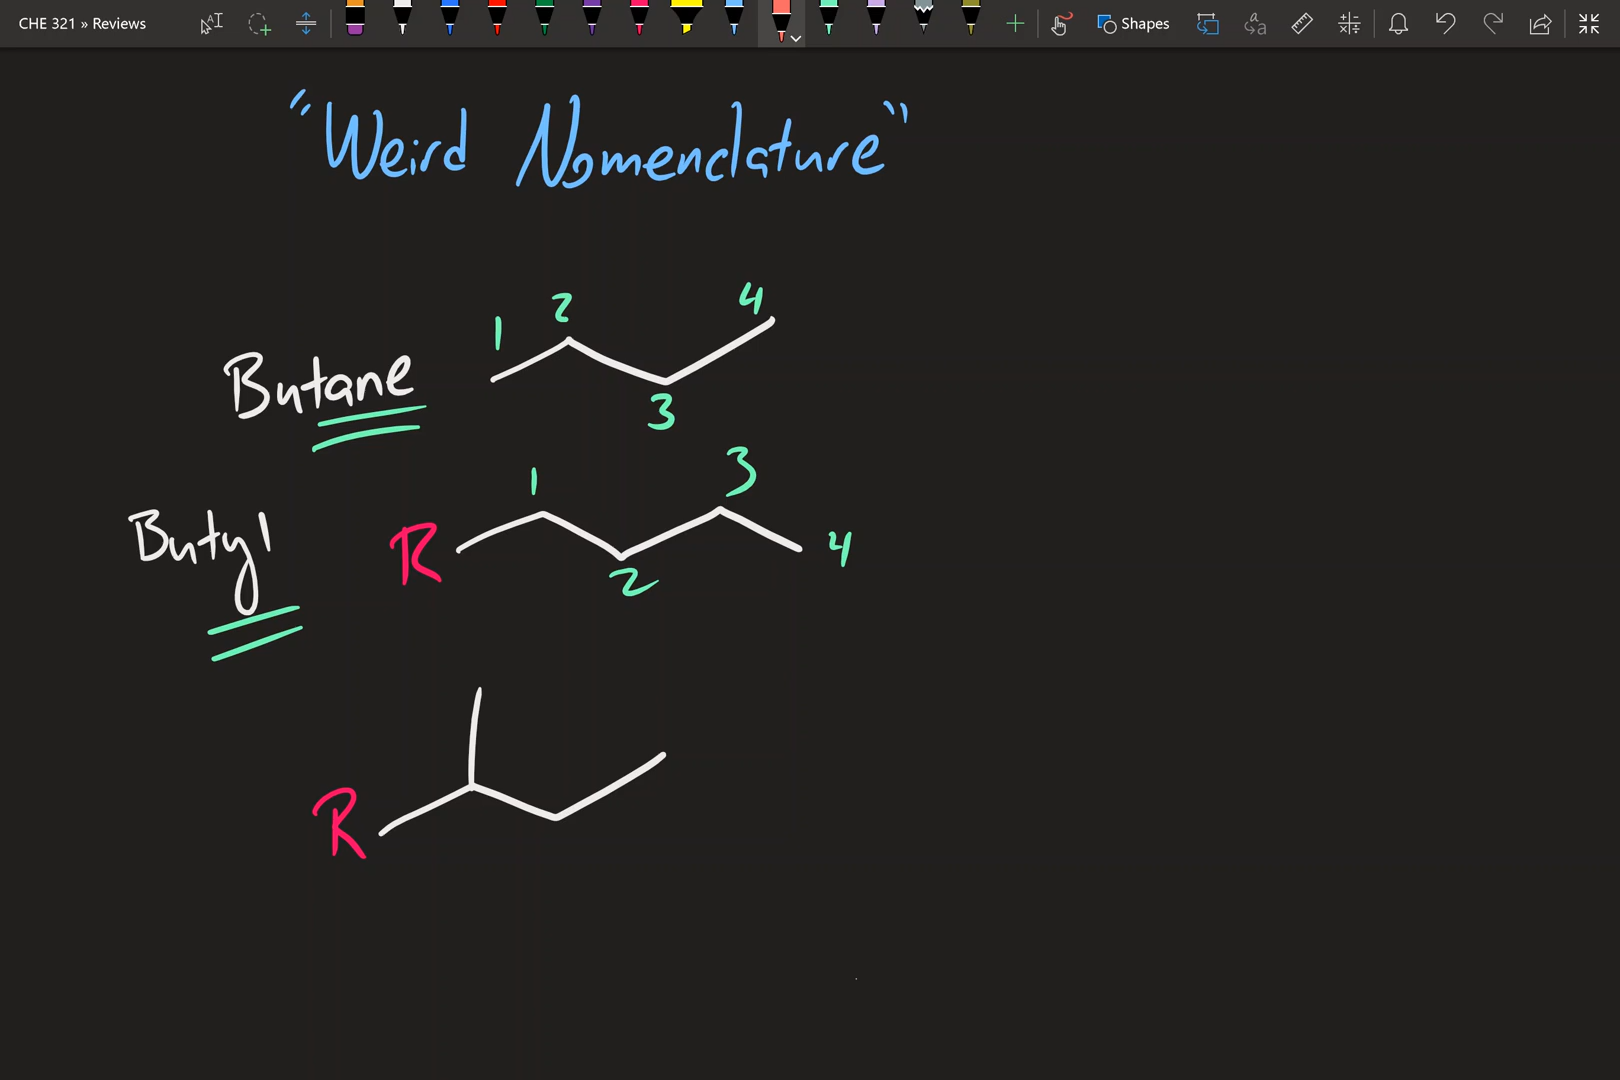 CHE 321 » Reviews
Shapes
"Weird Nomenclature"
1 2 3 4
Butane
1 2 3 4
Butyl R
R